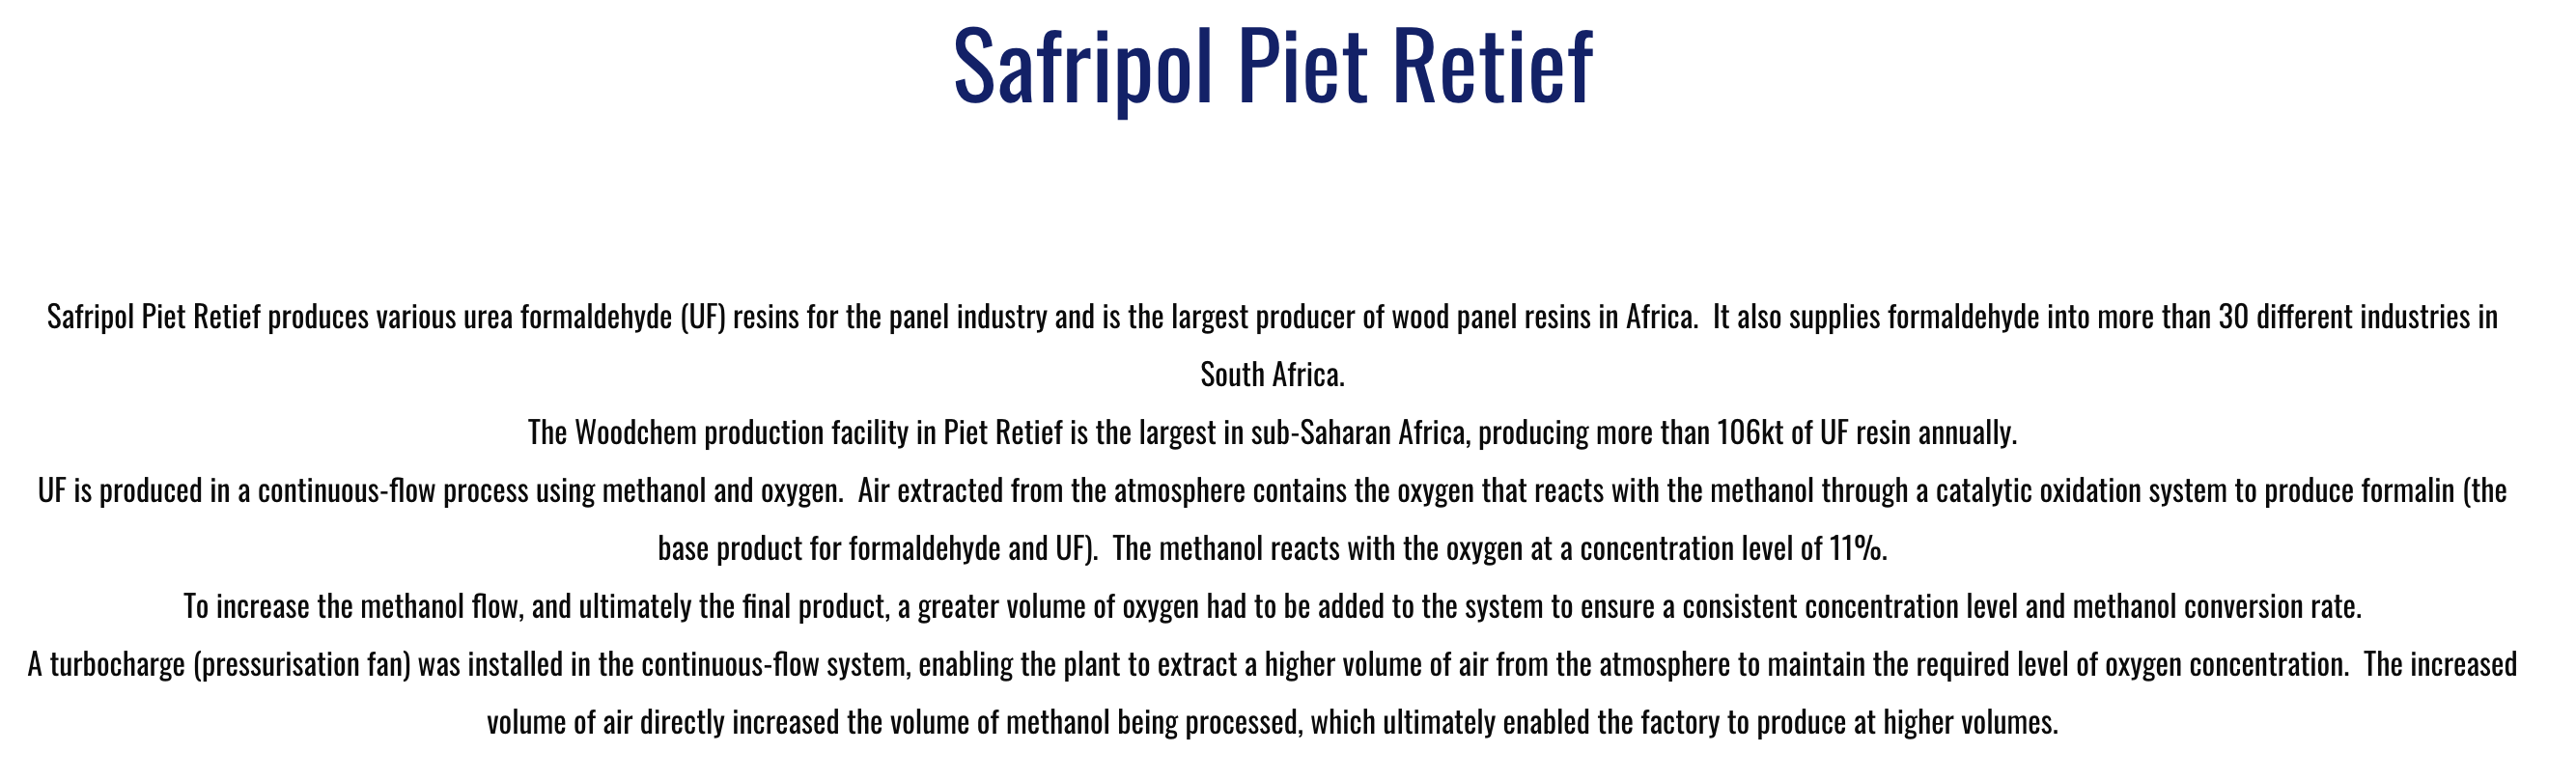 Safripol Piet Retief
Safripol Piet Retief produces various urea formaldehyde (UF) resins for the panel industry and is the largest producer of wood panel resins in Africa.  It also supplies formaldehyde into more than 30 different industries in
South Africa.
The Woodchem production facility in Piet Retief is the largest in sub-Saharan Africa, producing more than 106kt of UF resin annually.
UF is produced in a continuous-flow process using methanol and oxygen.  Air extracted from the atmosphere contains the oxygen that reacts with the methanol through a catalytic oxidation system to produce formalin (the
base product for formaldehyde and UF).  The methanol reacts with the oxygen at a concentration level of 11%.
To increase the methanol flow, and ultimately the final product, a greater volume of oxygen had to be added to the system to ensure a consistent concentration level and methanol conversion rate.
A turbocharge (pressurisation fan) was installed in the continuous-flow system, enabling the plant to extract a higher volume of air from the atmosphere to maintain the required level of oxygen concentration.  The increased
volume of air directly increased the volume of methanol being processed, which ultimately enabled the factory to produce at higher volumes.